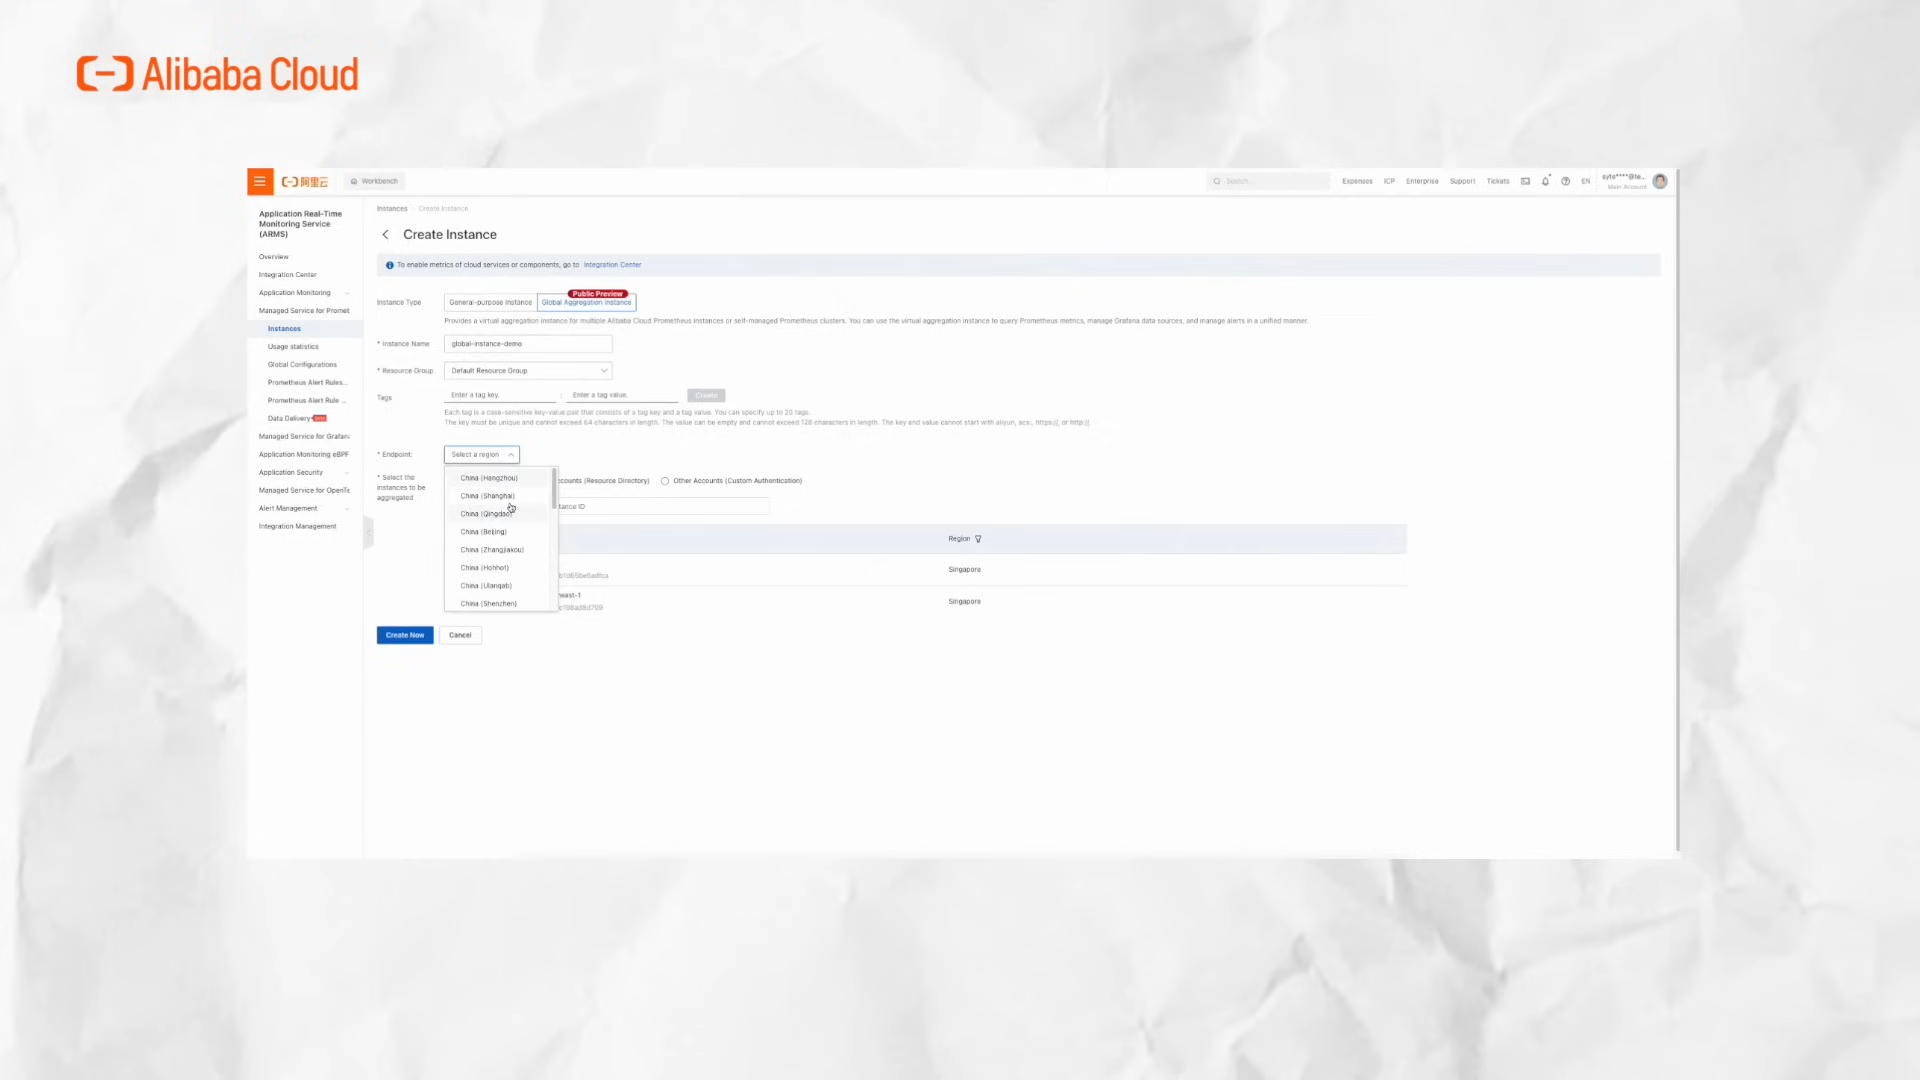 Alibaba Cloud
阿里云
Workbench
Search...
Expenses
ICP
Enterprise
Support
Tickets
EN
syte****@te...
Main Account
Application Real-Time
Monitoring Service
(ARMS)
Overview
Integration Center
Application Monitoring
Managed Service for Promet
Instances
Usage statistics
Global Configurations
Prometheus Alert Rules...
Prometheus Alert Rule ...
Data Delivery
Managed Service for Grafana
Application Monitoring eBPF
Application Security
Managed Service for OpenTe
Alert Management
Integration Management
Instances
Create Instance
Create Instance
To enable metrics of cloud services or components, go to Integration Center
Instance Type
General-purpose Instance
Public Preview
Global Aggregation Instance
Provides a virtual aggregation instance for multiple Alibaba Cloud Prometheus instances or self-managed Prometheus clusters. You can use the virtual aggregation instance to query Prometheus metrics, manage Grafana data sources, and manage alerts in a unified manner.
* Instance Name
global-instance-demo
* Resource Group
Default Resource Group
Tags
Enter a tag key.
:
Enter a tag value.
Create
Each tag is a case-sensitive key-value pair that consists of a tag key and a tag value. You can specify up to 20 tags.
The key must be unique and cannot exceed 64 characters in length. The value can be empty and cannot exceed 128 characters in length. The key and value cannot start with aliyun, acs:, https://, or http://
* Endpoint:
Select a region
* Select the
instances to be
aggregated
China (Hangzhou)
China (Shanghai)
China (Qingdao)
China (Beijing)
China (Zhangjiakou)
China (Hohhot)
China (Ulanqab)
China (Shenzhen)
ccounts (Resource Directory)
Other Accounts (Custom Authentication)
tance ID
Region
Singapore
heast-1
Singapore
Create Now
Cancel